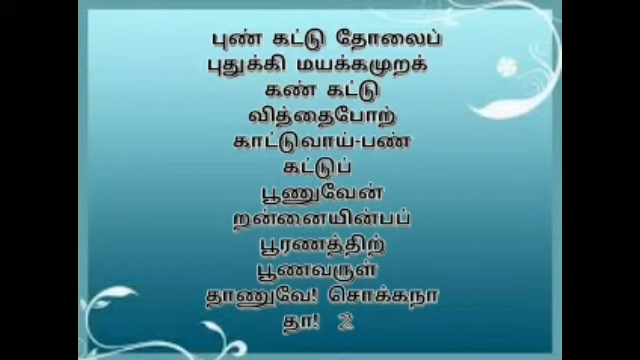 புண் கட்டு தோலைப்
புதுக்கி மயக்கமுறக்
கண் கட்டு
வித்தைபோற்
காட்டுவாய்-பண்
கட்டுப்
பூணுவேன்
றன்னையின்பப்
பூரணத்திற்
பூணவருள்
தாணுவே! சொக்கநா
தா! 2